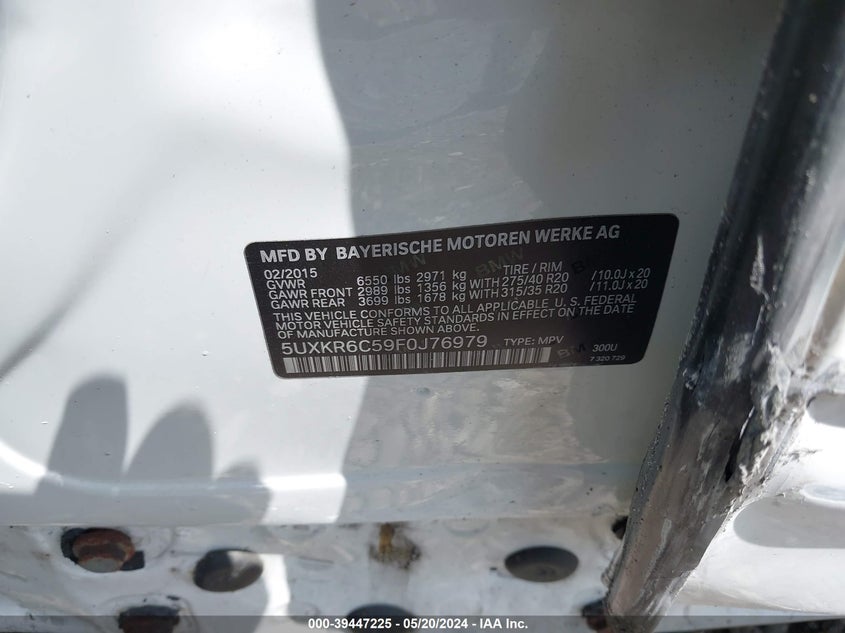 MFD BY BAYERISCHE MOTOREN WERKE AG
02/2015
GVWR 6550 lbs 2971 kg TIRE / RIM
GAWR FRONT 2989 lbs 1356 kg WITH 275/40 R20 /10.0J x 20
GAWR REAR 3699 lbs 1678 kg WITH 315/35 R20 /11.0J x 20
THIS VEHICLE CONFORMS TO ALL APPLICABLE U. S. FEDERAL
MOTOR VEHICLE SAFETY STANDARDS IN EFFECT ON THE DATE
OF MANUFACTURE SHOWN ABOVE.
5UXKR6C59F0J76979 TYPE: MPV 300U
7 320 729
000-39447225 - 05/20/2024 - IAA Inc.